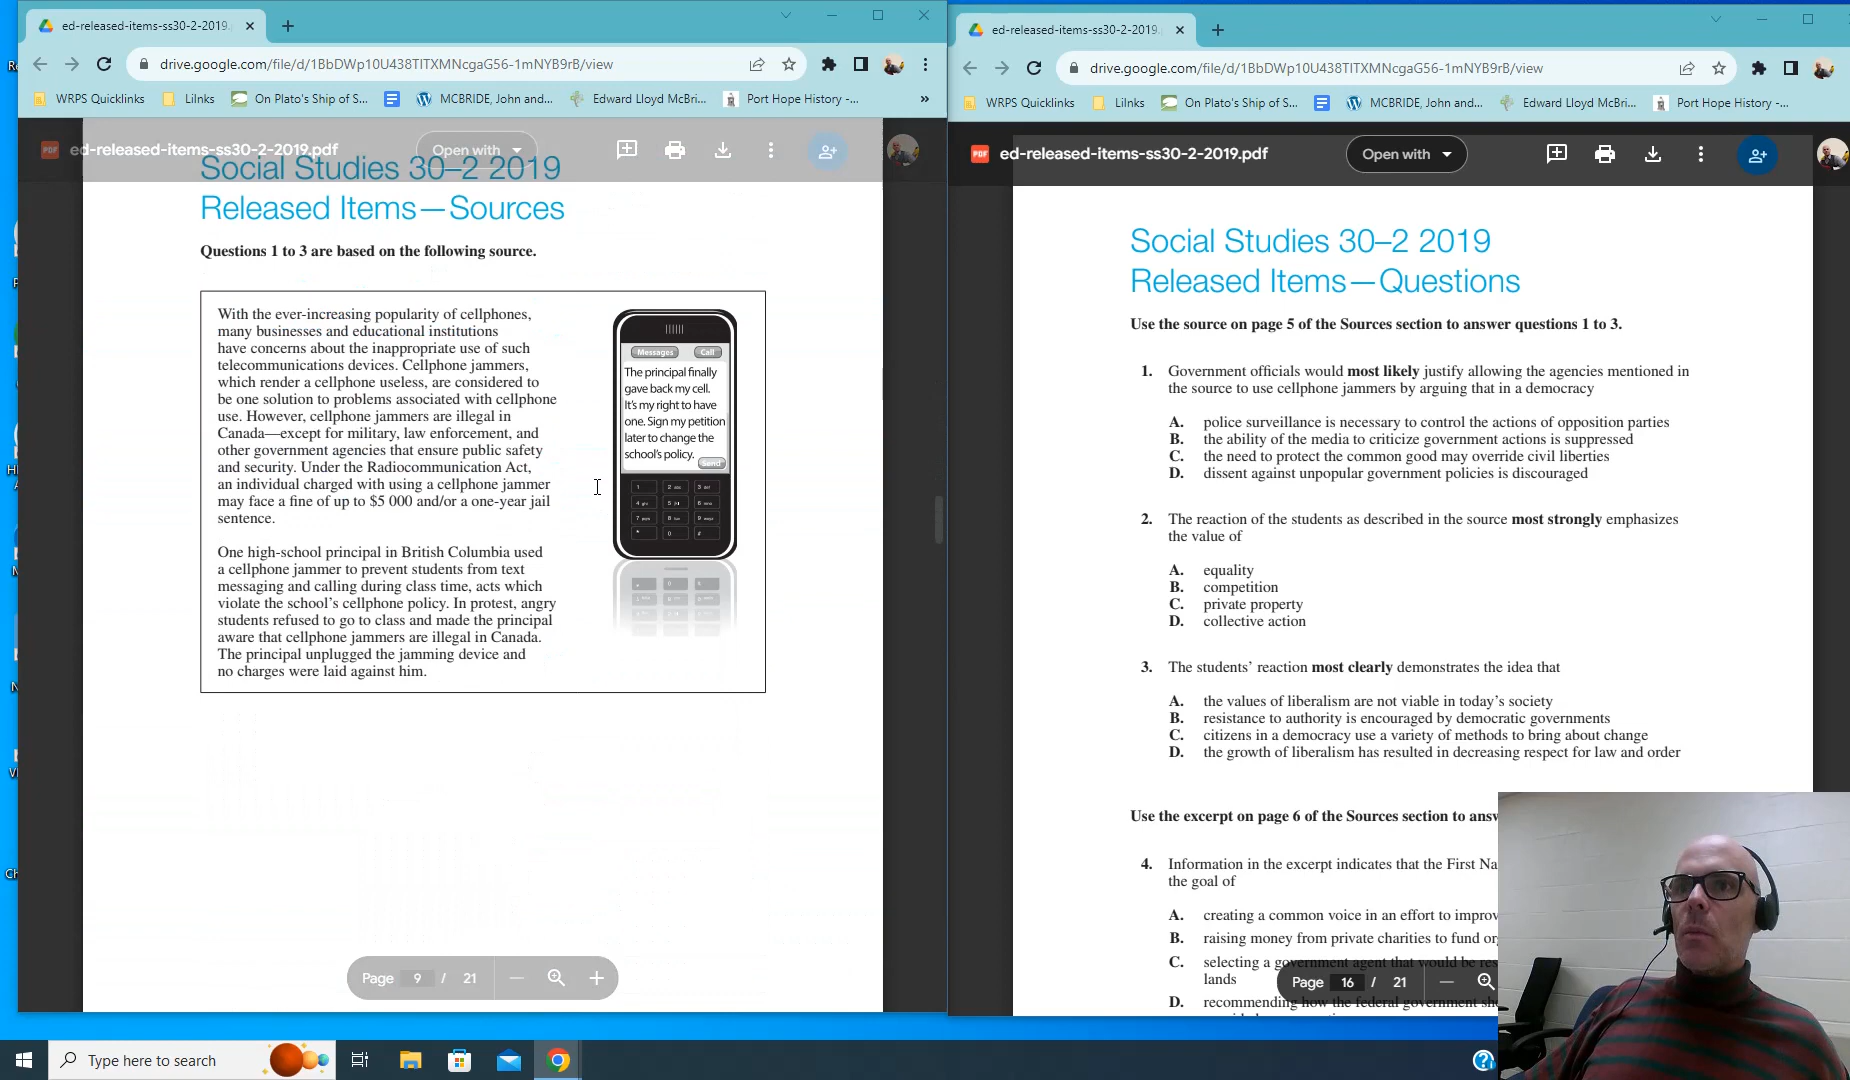 ed-released-items-ss30-2-2019.
drive.google.com/file/d/1BbDWp10U438TITXMNcgaG56-1mNYB9rB/view
WRPS Quicklinks
LiInks
On Plato's Ship of S...
MCBRIDE, John and...
Edward Lloyd McBri...
Port Hope History -...
»
PDF
ed-released-items-ss30-2-2019.pdf
Open with
Social Studies 30–2 2019
Released Items—Sources
Questions 1 to 3 are based on the following source.
With the ever-increasing popularity of cellphones,
many businesses and educational institutions
have concerns about the inappropriate use of such
telecommunications devices. Cellphone jammers,
which render a cellphone useless, are considered to
be one solution to problems associated with cellphone
use. However, cellphone jammers are illegal in
Canada—except for military, law enforcement, and
other government agencies that ensure public safety
and security. Under the Radiocommunication Act,
an individual charged with using a cellphone jammer
may face a fine of up to $5 000 and/or a one-year jail
sentence.
One high-school principal in British Columbia used
a cellphone jammer to prevent students from text
messaging and calling during class time, acts which
violate the school's cellphone policy. In protest, angry
students refused to go to class and made the principal
aware that cellphone jammers are illegal in Canada.
The principal unplugged the jamming device and
no charges were laid against him.
Messages Call
The principal finally
gave back my cell.
It's my right to have
one. Sign my petition
later to change the
school's policy.
Send
Page 9 / 21
ed-released-items-ss30-2-2019.
drive.google.com/file/d/1BbDWp10U438TITXMNcgaG56-1mNYB9rB/view
WRPS Quicklinks
LiInks
On Plato's Ship of S...
MCBRIDE, John and...
Edward Lloyd McBri...
Port Hope History -...
PDF
ed-released-items-ss30-2-2019.pdf
Open with
Social Studies 30–2 2019
Released Items—Questions
Use the source on page 5 of the Sources section to answer questions 1 to 3.
1. Government officials would most likely justify allowing the agencies mentioned in
the source to use cellphone jammers by arguing that in a democracy
A. police surveillance is necessary to control the actions of opposition parties
B. the ability of the media to criticize government actions is suppressed
C. the need to protect the common good may override civil liberties
D. dissent against unpopular government policies is discouraged
2. The reaction of the students as described in the source most strongly emphasizes
the value of
A. equality
B. competition
C. private property
D. collective action
3. The students' reaction most clearly demonstrates the idea that
A. the values of liberalism are not viable in today's society
B. resistance to authority is encouraged by democratic governments
C. citizens in a democracy use a variety of methods to bring about change
D. the growth of liberalism has resulted in decreasing respect for law and order
Use the excerpt on page 6 of the Sources section to answ
4. Information in the excerpt indicates that the First Na
the goal of
A. creating a common voice in an effort to improv
B. raising money from private charities to fund or
C. selecting a government agent that would be res
lands
D. recommending how the federal government sh
Page 16 / 21
Type here to search